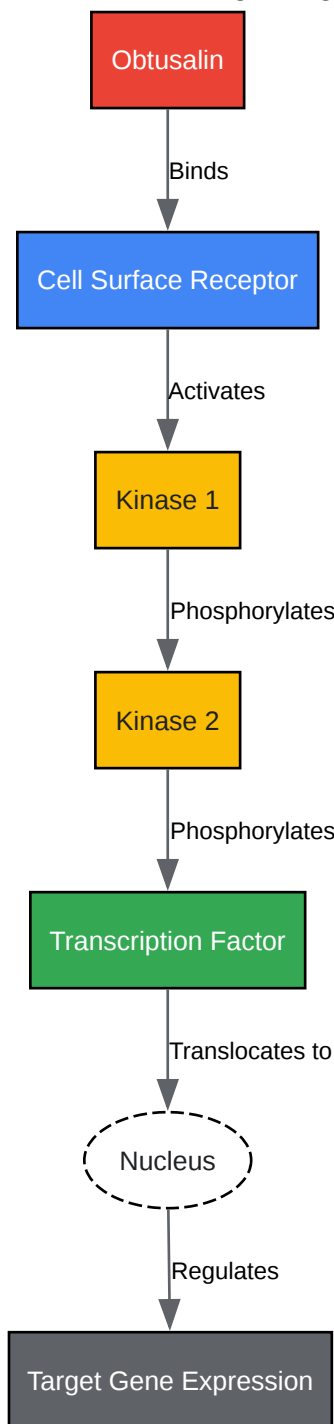 Obtusalin
Binds
Cell Surface Receptor
Activates
Kinase 1
Phosphorylates
Kinase 2
Phosphorylates
Transcription Factor
Translocates to
Nucleus
Regulates
Target Gene Expression